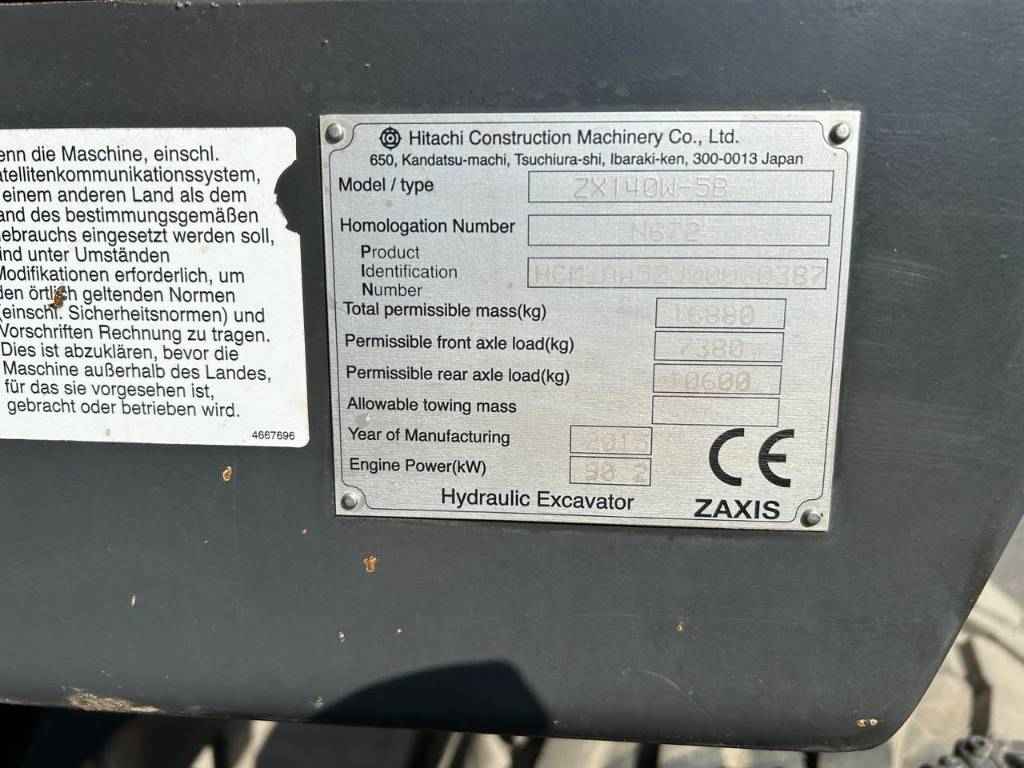 enn die Maschine, einschl.
atellitenkommunikationssystem,
einem anderen Land als dem
and des bestimmungsgemäßen
ebrauchs eingesetzt werden soll,
ind unter Umständen
Modifikationen erforderlich, um
den örtlich geltenden Normen
(einschl. Sicherheitsnormen) und
Vorschriften Rechnung zu tragen.
Dies ist abzuklären, bevor die
Maschine außerhalb des Landes,
für das sie vorgesehen ist,
gebracht oder betrieben wird.
4667696
Hitachi Construction Machinery Co., Ltd.
650, Kandatsu-machi, Tsuchiura-shi, Ibaraki-ken, 300-0013 Japan
Model / type ZX140W-5B
Homologation Number N672
Product
Identification
Number
Total permissible mass(kg) 16880
Permissible front axle load(kg) 7380
Permissible rear axle load(kg) 10600
Allowable towing mass
Year of Manufacturing 2015
Engine Power(kW) 90.2
CE
Hydraulic Excavator
ZAXIS